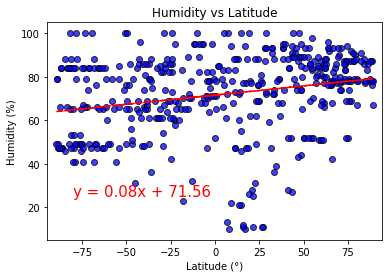 Humidity vs Latitude
100
80
60
40
20
Humidity (%)
y = 0.08x + 71.56
−75 −50 −25 0 25 50 75
Latitude (°)